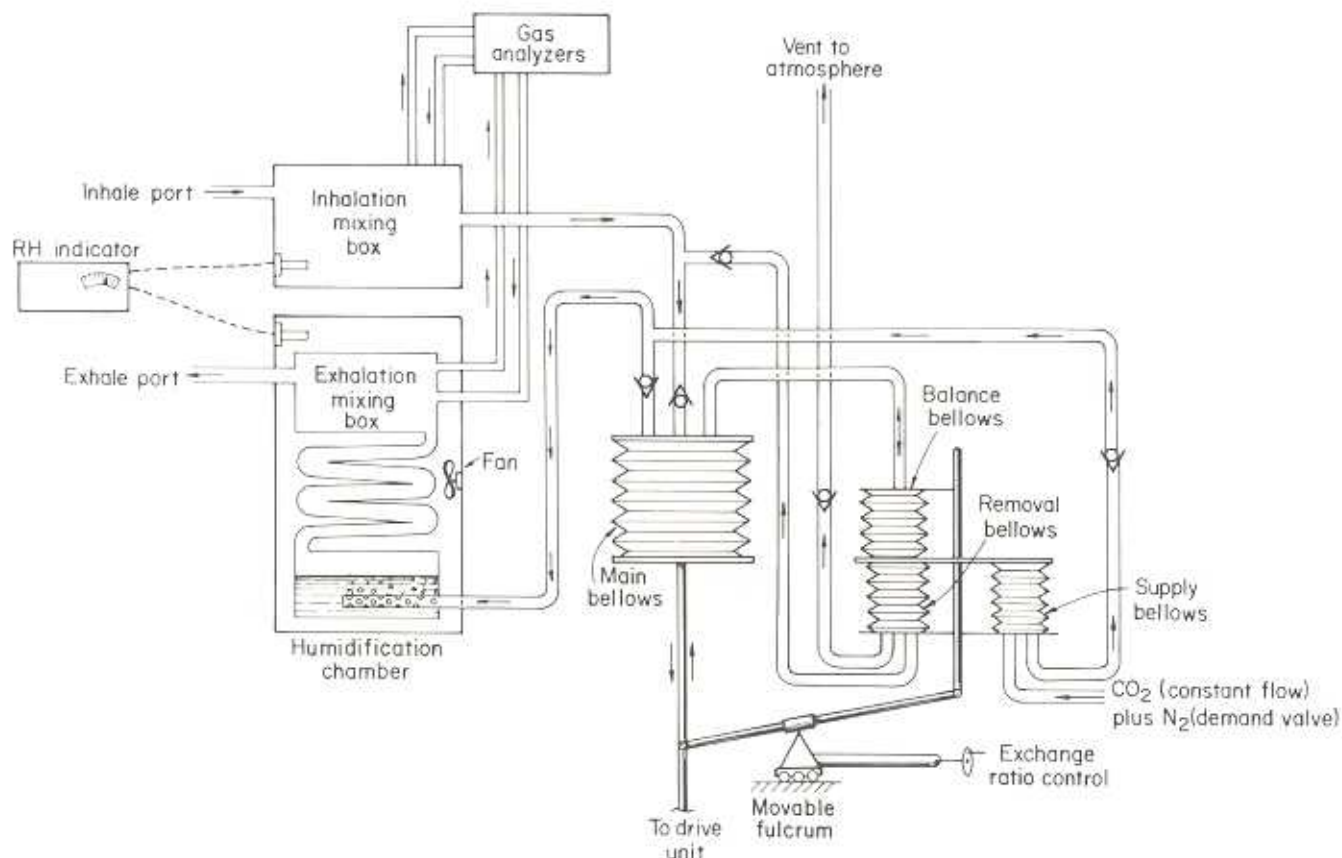 Gas
analyzers
Vent to
atmosphere
Inhale port
Inhalation
mixing
box
RH indicator
Exhale port
Exhalation
mixing
box
Fan
Balance
bellows
Removal
bellows
Main
bellows
Supply
bellows
Humidification
chamber
CO₂ (constant flow)
plus N₂(demand valve)
Exchange
ratio control
Movable
fulcrum
To drive
unit